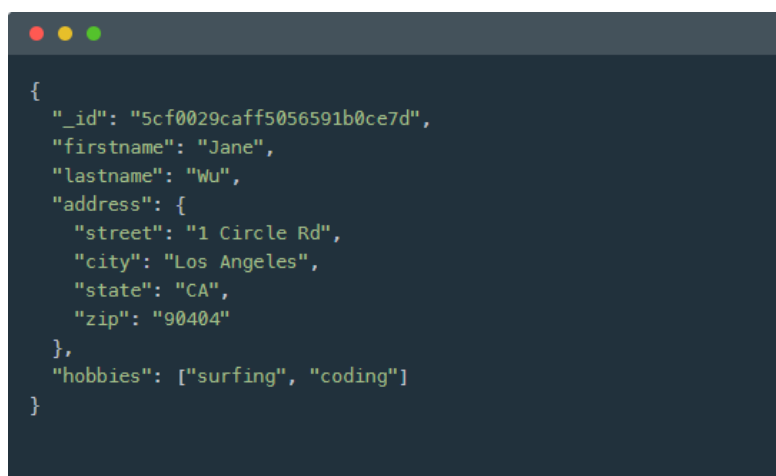 {
  "_id": "5cf0029caff5056591b0ce7d",
  "firstname": "Jane",
  "lastname": "Wu",
  "address": {
    "street": "1 Circle Rd",
    "city": "Los Angeles",
    "state": "CA",
    "zip": "90404"
  },
  "hobbies": ["surfing", "coding"]
}